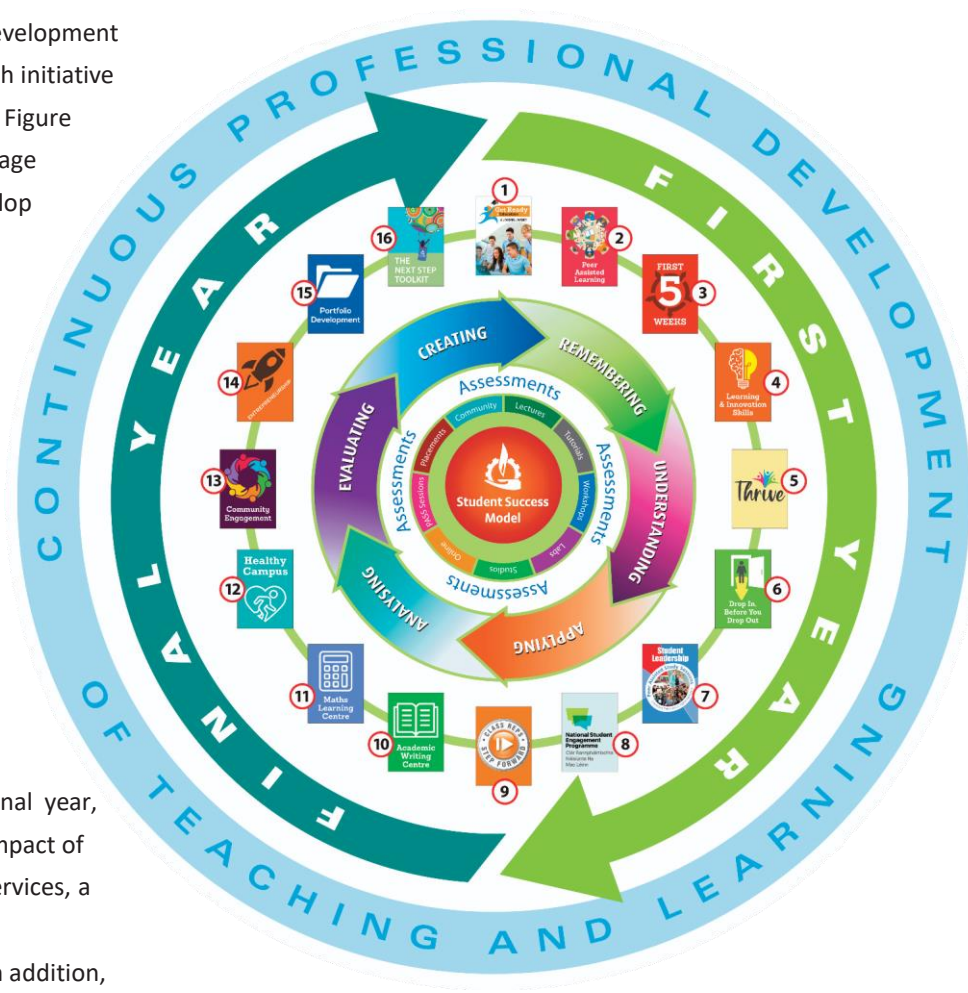 evelopment
h initiative
Figure
age
lop
nal year,
mpact of
ervices, a
n addition,
CONTINUOUS PROFESSIONAL DEVELOPMENT
OF TEACHING AND LEARNING
FIRST YEAR
FINAL YEAR
1
Get Ready
2
Peer
Assisted
Learning
3
FIRST
5
WEEKS
4
Learning
& Innovation
Skills
5
Thrive
6
Drop In,
Before You
Drop Out
7
Student
Leadership
8
National Student
Engagement
Programme
9
CLASS REPS
STEP FORWARD
10
Academic
Writing
Centre
11
Maths
Learning
Centre
12
Healthy
Campus
13
Community
Engagement
14
ENTREPRENEURSHIP
15
Portfolio
Development
16
THE
NEXT STEP
TOOLKIT
REMEMBERING
UNDERSTANDING
APPLYING
ANALYSING
EVALUATING
CREATING
Assessments
Assessments
Assessments
Assessments
Lectures
Tutorials
Workshops
Labs
Studios
Online
PASS Sessions
Placements
Community
Student Success
Model